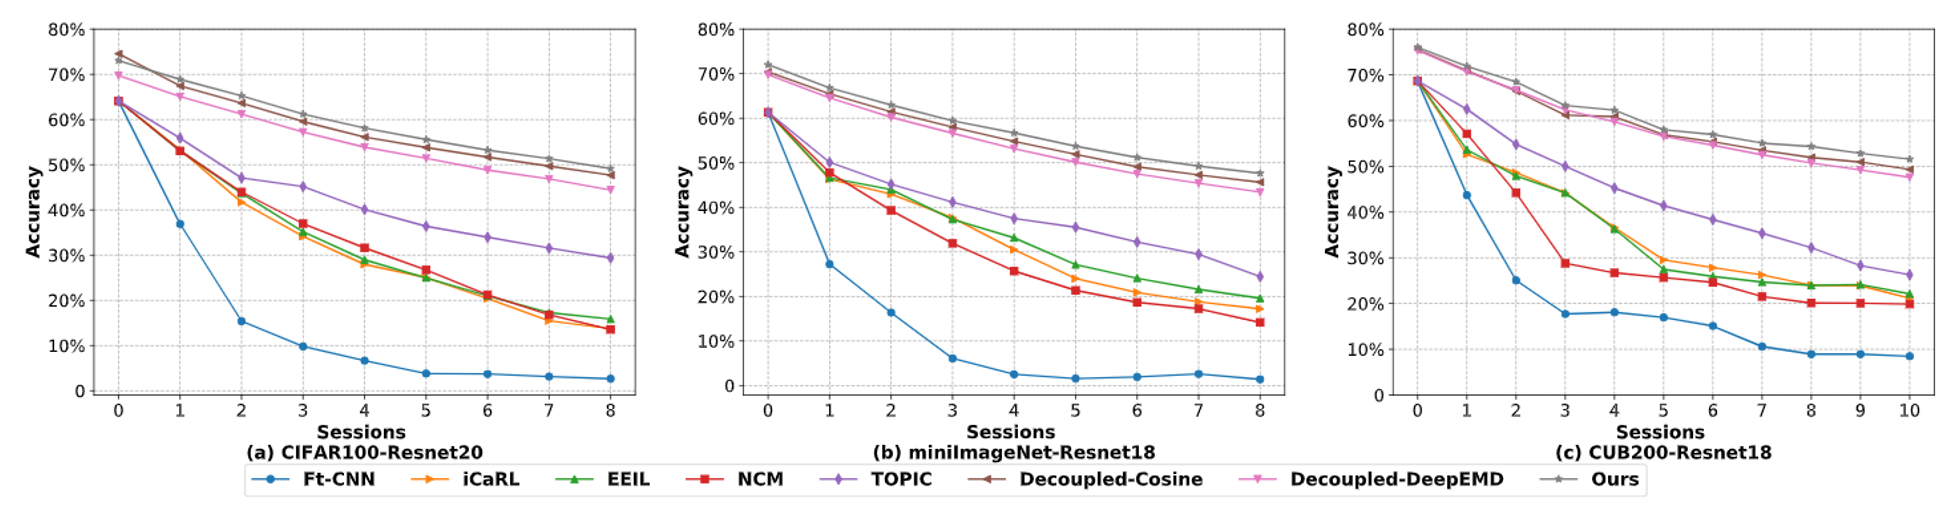 80%
70%
60%
50%
40%
30%
20%
10%
0
Accuracy
0 1 2 3 4 5 6 7 8
Sessions
(a) CIFAR100-Resnet20
80%
70%
60%
50%
40%
30%
20%
10%
0
Accuracy
0 1 2 3 4 5 6 7 8
Sessions
(b) miniImageNet-Resnet18
80%
70%
60%
50%
40%
30%
20%
10%
0
Accuracy
0 1 2 3 4 5 6 7 8 9 10
Sessions
(c) CUB200-Resnet18
Ft-CNN iCaRL EEIL NCM TOPIC Decoupled-Cosine Decoupled-DeepEMD Ours